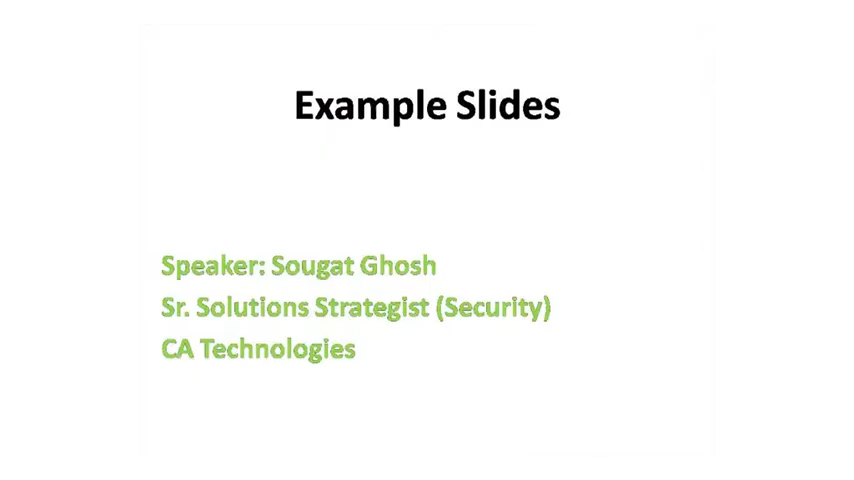 Example Slides
Speaker: Sougat Ghosh
Sr. Solutions Strategist (Security)
CA Technologies